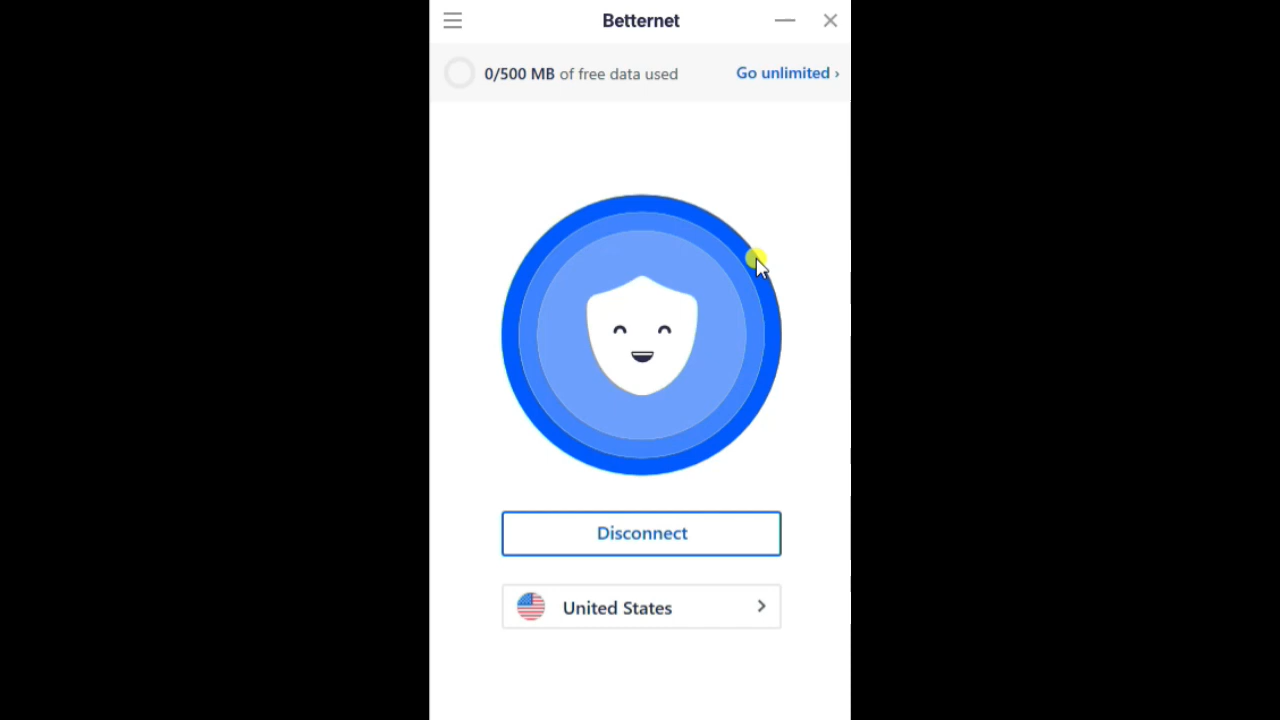 Betternet
0/500 MB of free data used Go unlimited ›
Disconnect
United States